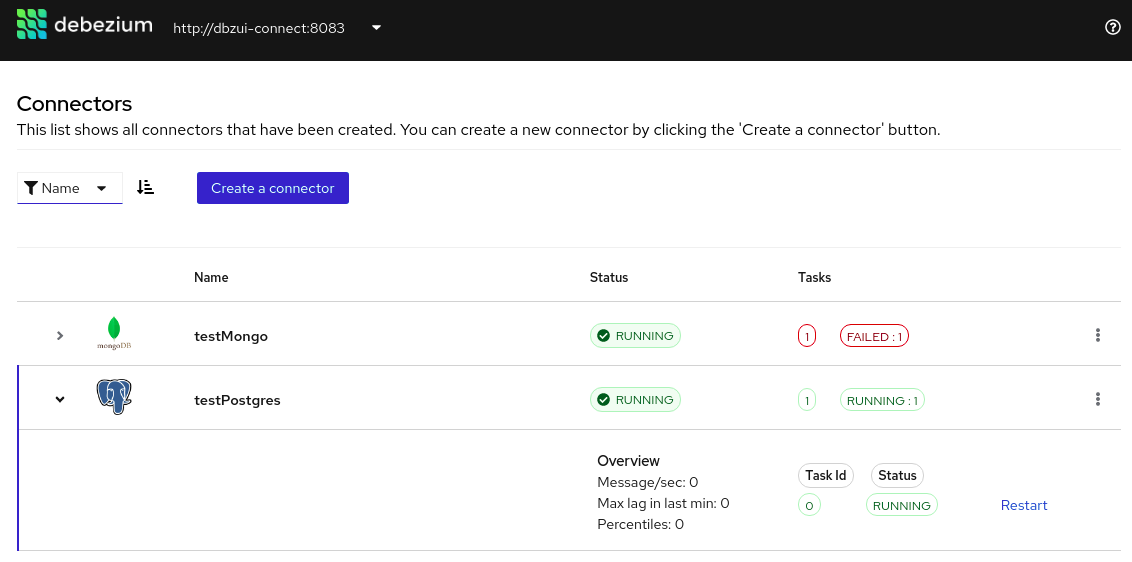 debezium http://dbzui-connect:8083
Connectors
This list shows all connectors that have been created. You can create a new connector by clicking the 'Create a connector' button.
Name Create a connector
Name Status Tasks
mongoDB testMongo RUNNING 1 FAILED : 1
testPostgres RUNNING 1 RUNNING : 1
Overview
Message/sec: 0
Max lag in last min: 0
Percentiles: 0
Task Id Status
0 RUNNING Restart